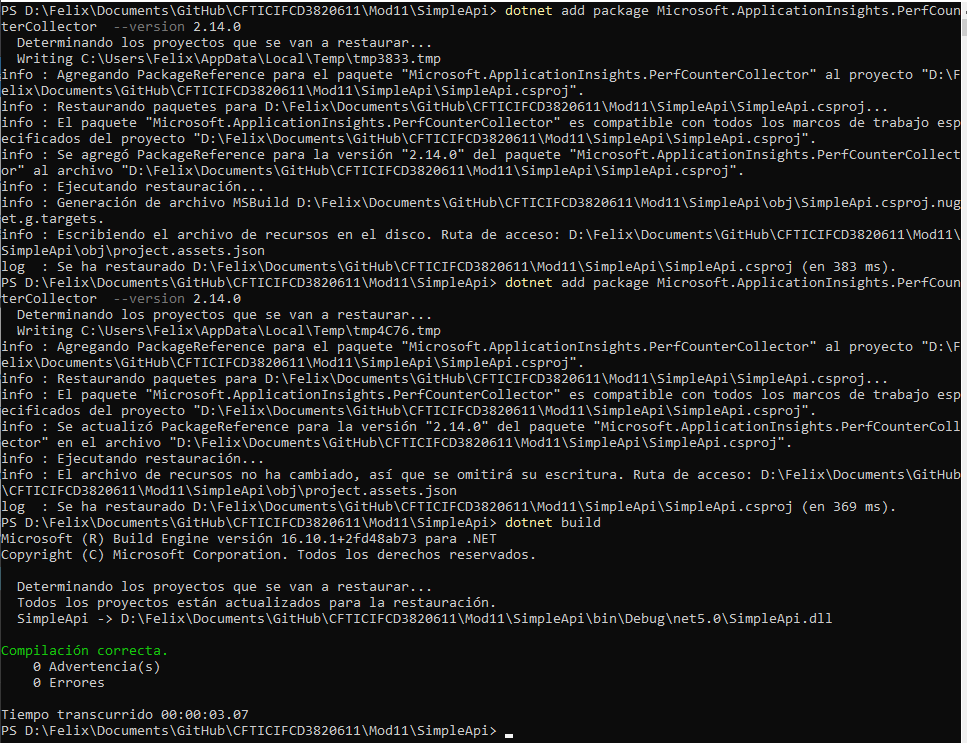 PS D:\Felix\Documents\GitHub\CFTICIFCD3820611\Mod11\SimpleApi> dotnet add package Microsoft.ApplicationInsights.PerfCoun
terCollector  --version 2.14.0
  Determinando los proyectos que se van a restaurar...
  Writing C:\Users\Felix\AppData\Local\Temp\tmp3833.tmp
info : Agregando PackageReference para el paquete "Microsoft.ApplicationInsights.PerfCounterCollector" al proyecto "D:\F
elix\Documents\GitHub\CFTICIFCD3820611\Mod11\SimpleApi\SimpleApi.csproj".
info : Restaurando paquetes para D:\Felix\Documents\GitHub\CFTICIFCD3820611\Mod11\SimpleApi\SimpleApi.csproj...
info : El paquete "Microsoft.ApplicationInsights.PerfCounterCollector" es compatible con todos los marcos de trabajo esp
ecificados del proyecto "D:\Felix\Documents\GitHub\CFTICIFCD3820611\Mod11\SimpleApi\SimpleApi.csproj".
info : Se agregó PackageReference para la versión "2.14.0" del paquete "Microsoft.ApplicationInsights.PerfCounterCollect
or" al archivo "D:\Felix\Documents\GitHub\CFTICIFCD3820611\Mod11\SimpleApi\SimpleApi.csproj".
info : Ejecutando restauración...
info : Generación de archivo MSBuild D:\Felix\Documents\GitHub\CFTICIFCD3820611\Mod11\SimpleApi\obj\SimpleApi.csproj.nug
et.g.targets.
info : Escribiendo el archivo de recursos en el disco. Ruta de acceso: D:\Felix\Documents\GitHub\CFTICIFCD3820611\Mod11\
SimpleApi\obj\project.assets.json
log  : Se ha restaurado D:\Felix\Documents\GitHub\CFTICIFCD3820611\Mod11\SimpleApi\SimpleApi.csproj (en 383 ms).
PS D:\Felix\Documents\GitHub\CFTICIFCD3820611\Mod11\SimpleApi> dotnet add package Microsoft.ApplicationInsights.PerfCoun
terCollector  --version 2.14.0
  Determinando los proyectos que se van a restaurar...
  Writing C:\Users\Felix\AppData\Local\Temp\tmp4C76.tmp
info : Agregando PackageReference para el paquete "Microsoft.ApplicationInsights.PerfCounterCollector" al proyecto "D:\F
elix\Documents\GitHub\CFTICIFCD3820611\Mod11\SimpleApi\SimpleApi.csproj".
info : Restaurando paquetes para D:\Felix\Documents\GitHub\CFTICIFCD3820611\Mod11\SimpleApi\SimpleApi.csproj...
info : El paquete "Microsoft.ApplicationInsights.PerfCounterCollector" es compatible con todos los marcos de trabajo esp
ecificados del proyecto "D:\Felix\Documents\GitHub\CFTICIFCD3820611\Mod11\SimpleApi\SimpleApi.csproj".
info : Se actualizó PackageReference para la versión "2.14.0" del paquete "Microsoft.ApplicationInsights.PerfCounterColl
ector" en el archivo "D:\Felix\Documents\GitHub\CFTICIFCD3820611\Mod11\SimpleApi\SimpleApi.csproj".
info : Ejecutando restauración...
info : El archivo de recursos no ha cambiado, así que se omitirá su escritura. Ruta de acceso: D:\Felix\Documents\GitHub
\CFTICIFCD3820611\Mod11\SimpleApi\obj\project.assets.json
log  : Se ha restaurado D:\Felix\Documents\GitHub\CFTICIFCD3820611\Mod11\SimpleApi\SimpleApi.csproj (en 369 ms).
PS D:\Felix\Documents\GitHub\CFTICIFCD3820611\Mod11\SimpleApi> dotnet build
Microsoft (R) Build Engine versión 16.10.1+2fd48ab73 para .NET
Copyright (C) Microsoft Corporation. Todos los derechos reservados.

  Determinando los proyectos que se van a restaurar...
  Todos los proyectos están actualizados para la restauración.
  SimpleApi -> D:\Felix\Documents\GitHub\CFTICIFCD3820611\Mod11\SimpleApi\bin\Debug\net5.0\SimpleApi.dll

Compilación correcta.
    0 Advertencia(s)
    0 Errores

Tiempo transcurrido 00:00:03.07
PS D:\Felix\Documents\GitHub\CFTICIFCD3820611\Mod11\SimpleApi>